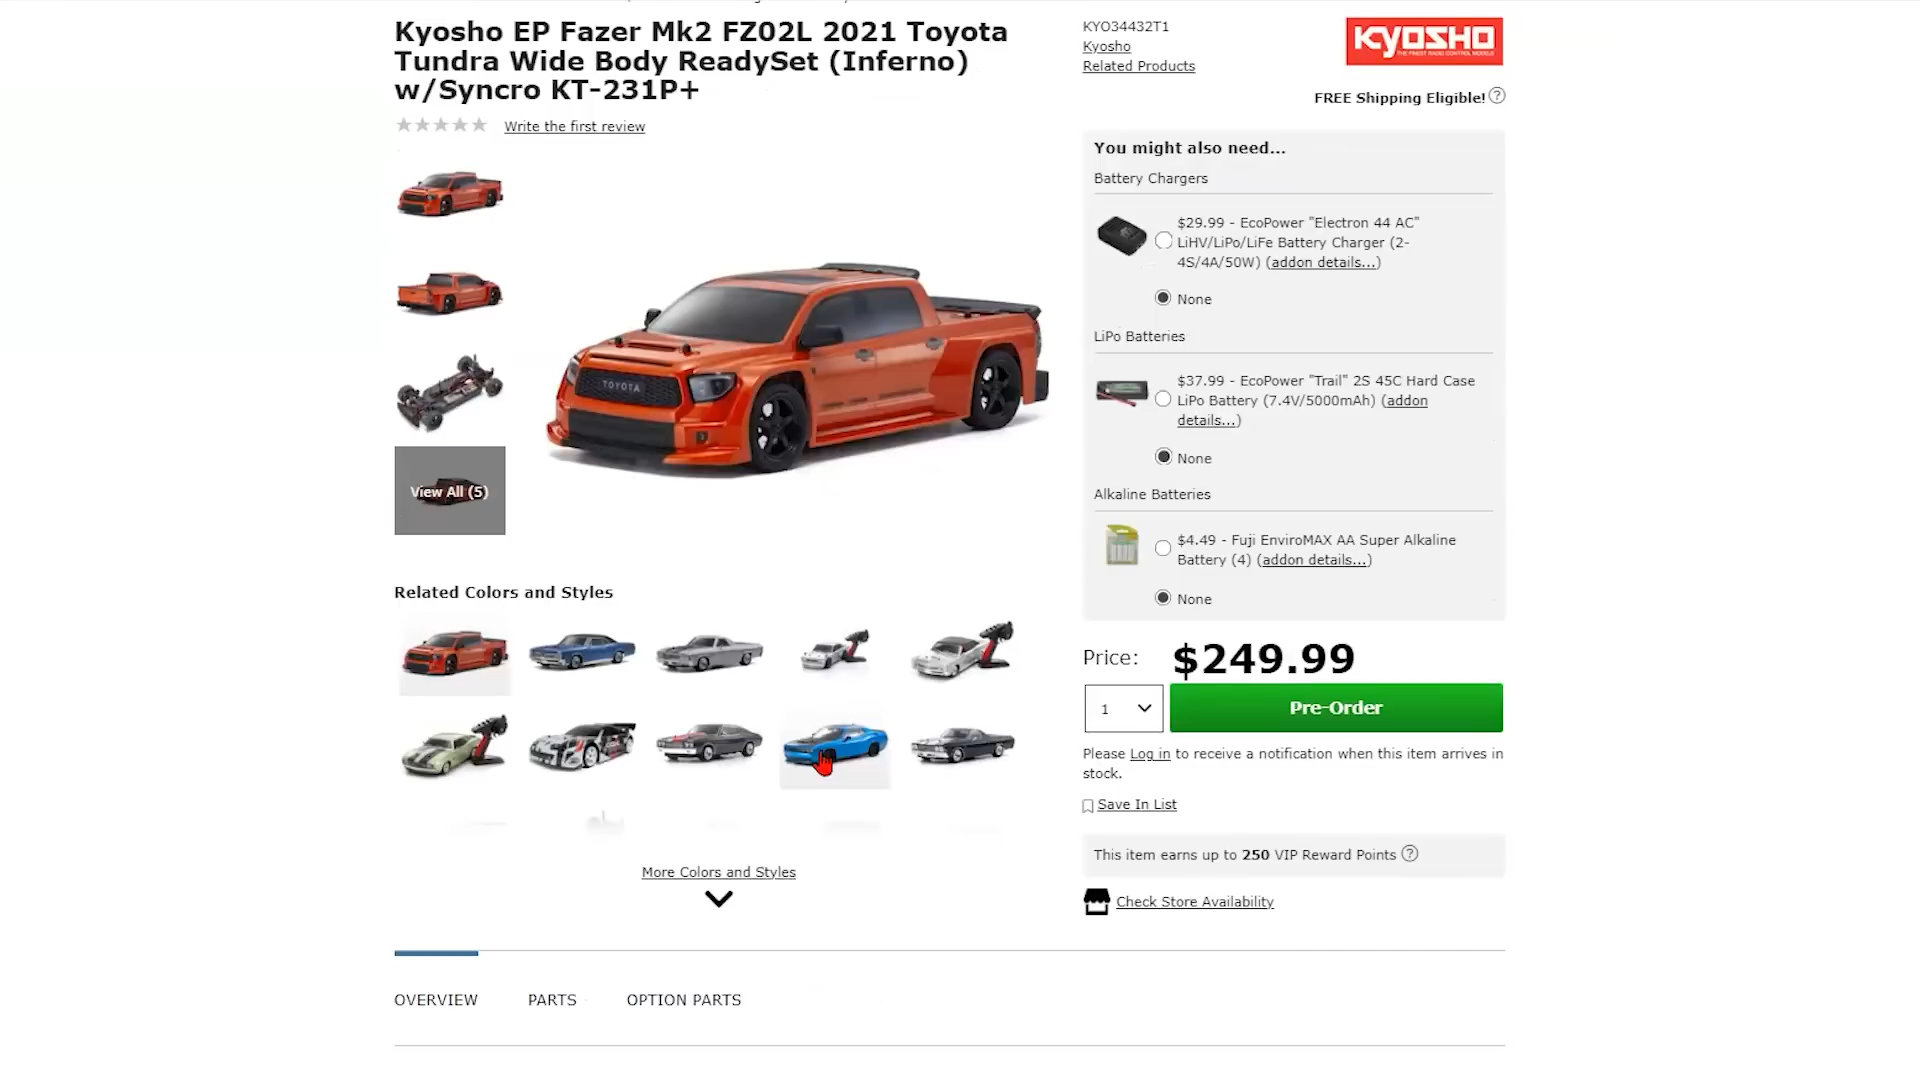 Kyosho EP Fazer Mk2 FZ02L 2021 Toyota
Tundra Wide Body ReadySet (Inferno)
w/Syncro KT-231P+
Write the first review
TOYOTA
View All (5)
Related Colors and Styles
More Colors and Styles
KYO34432T1
Kyosho
Related Products
KYOSHO
THE FINEST RADIO CONTROL MODELS
FREE Shipping Eligible! ?
You might also need...
Battery Chargers
$29.99 - EcoPower "Electron 44 AC"
LiHV/LiPo/LiFe Battery Charger (2-
4S/4A/50W) (addon details...)
None
LiPo Batteries
$37.99 - EcoPower "Trail" 2S 45C Hard Case
LiPo Battery (7.4V/5000mAh) (addon
details...)
None
Alkaline Batteries
$4.49 - Fuji EnviroMAX AA Super Alkaline
Battery (4) (addon details...)
None
Price: $249.99
1
Pre-Order
Please Log in to receive a notification when this item arrives in
stock.
Save In List
This item earns up to 250 VIP Reward Points ?
Check Store Availability
OVERVIEW PARTS OPTION PARTS